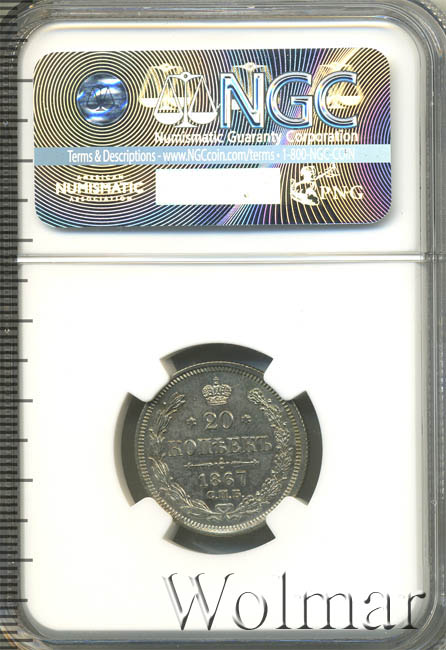 NGC
Numismatic Guaranty Corporation
Terms & Descriptions - www.NGCcoin.com/terms • 1-800-NGC-COIN
AMERICAN
NUMISMATIC
ASSOCIATION
PNG
20
КОПѢЕКЪ
1867
С.П.Б.
Wolmar